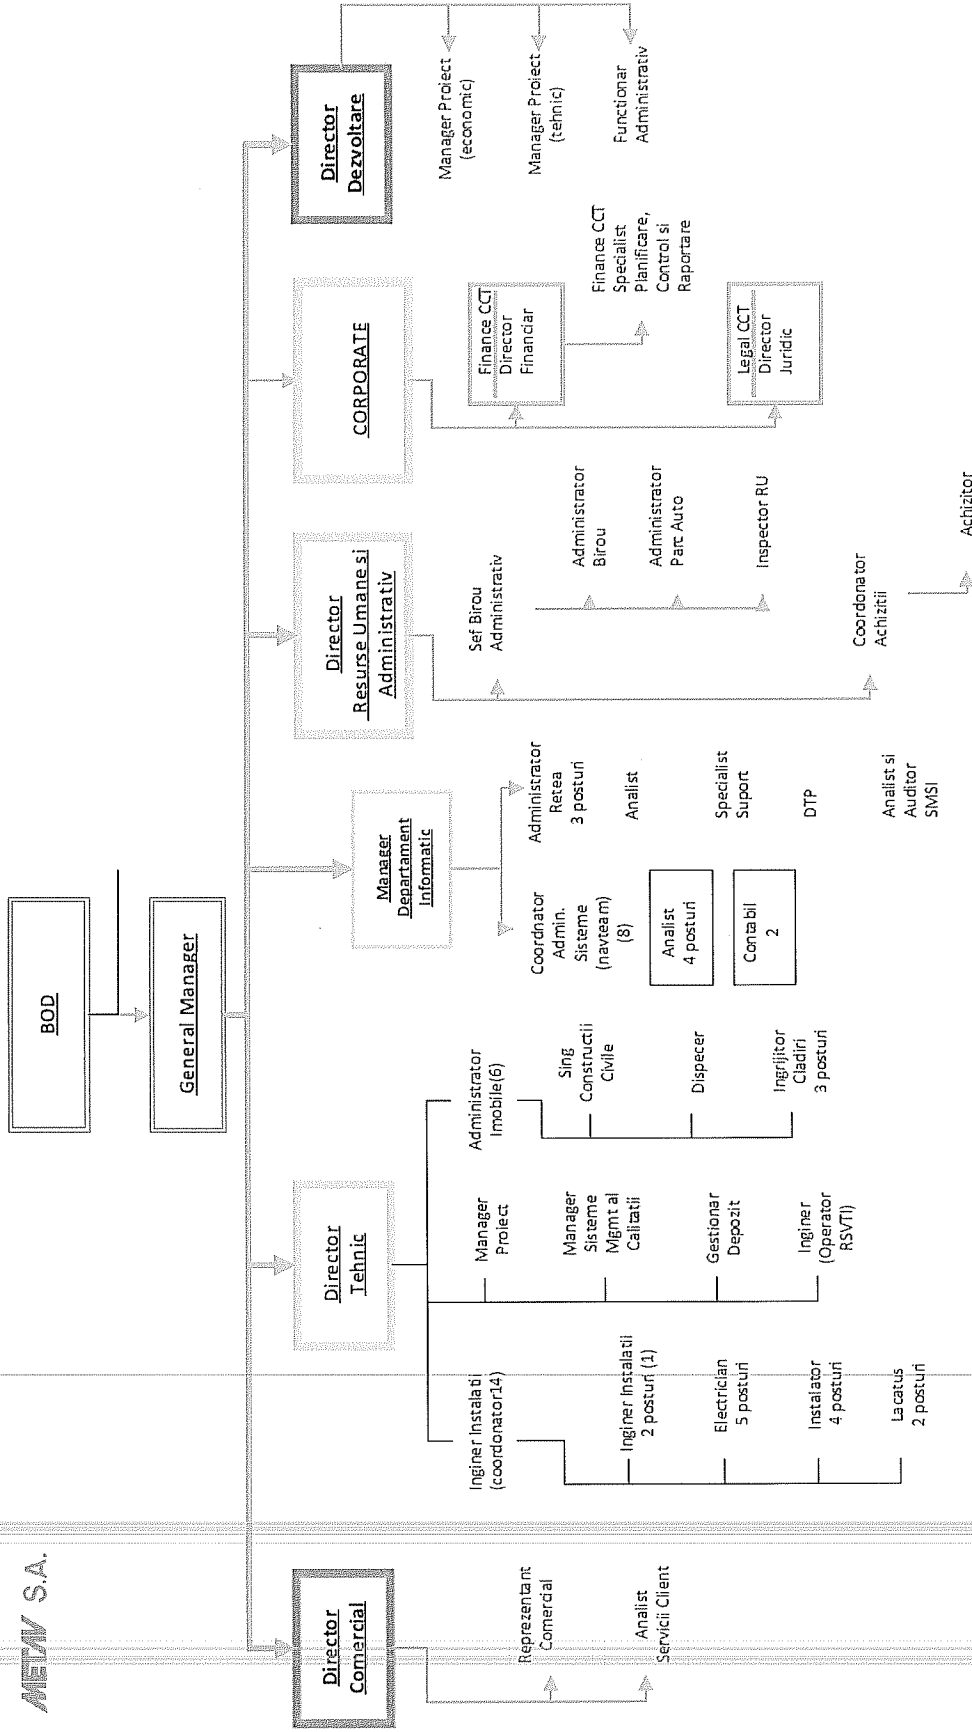 METAV S.A.
BOD
General Manager
Director
Comercial
Reprezentant
Comercial
Analist
Servicii Client
Director
Tehnic
Inginer Instalatii
(coordonator14)
Inginer Instalatii
2 posturi (1)
Electrician
5 posturi
Instalator
4 posturi
Lacatus
2 posturi
Manager
Proiect
Manager
Sisteme
Mgmt al
Calitatii
Gestionar
Depozit
Inginer
(Operator
RSVTI)
Administrator
Imobile(6)
Sing
Constructii
Civile
Dispecer
Ingrijitor
Cladiri
3 posturi
Manager
Departament
Informatic
Coordnator
Admin.
Sisteme
(navteam)
(8)
Analist
4 posturi
Contabil
2
Administrator
Retea
3 posturi
Analist
Specialist
Suport
DTP
Analist si
Auditor
SMSI
Director
Resurse Umane si
Administrativ
Sef Birou
Administrativ
Administrator
Birou
Administrator
Parc Auto
Inspector RU
Coordonator
Achizitii
Achizitor
CORPORATE
Finance CCT
Director
Financiar
Finance CCT
Specialist
Planificare,
Control si
Raportare
Legal CCT
Director
Juridic
Director
Dezvoltare
Manager Proiect
(economic)
Manager Proiect
(tehnic)
Functionar
Administrativ